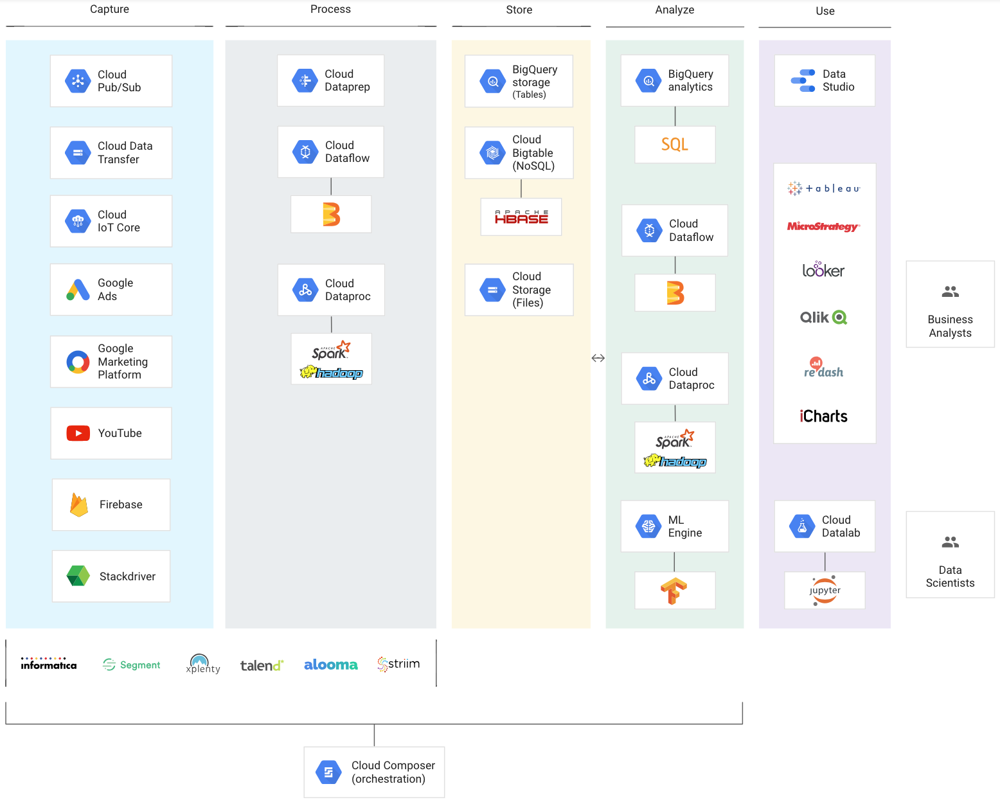 Capture
Process
Store
Analyze
Use
Cloud
Pub/Sub
Cloud Data
Transfer
Cloud
IoT Core
Google
Ads
Google
Marketing
Platform
YouTube
Firebase
Stackdriver
Cloud
Dataprep
Cloud
Dataflow
Cloud
Dataproc
APACHE
Spark
hadoop
BigQuery
storage
(Tables)
Cloud
Bigtable
(NoSQL)
APACHE
HBASE
Cloud
Storage
(Files)
BigQuery
analytics
SQL
Cloud
Dataflow
Cloud
Dataproc
APACHE
Spark
hadoop
ML
Engine
Data
Studio
tableau
MicroStrategy
looker
Qlik
redash
iCharts
Cloud
Datalab
jupyter
Business
Analysts
Data
Scientists
informatica
Segment
xplenty
talend
alooma
striim
Cloud Composer
(orchestration)